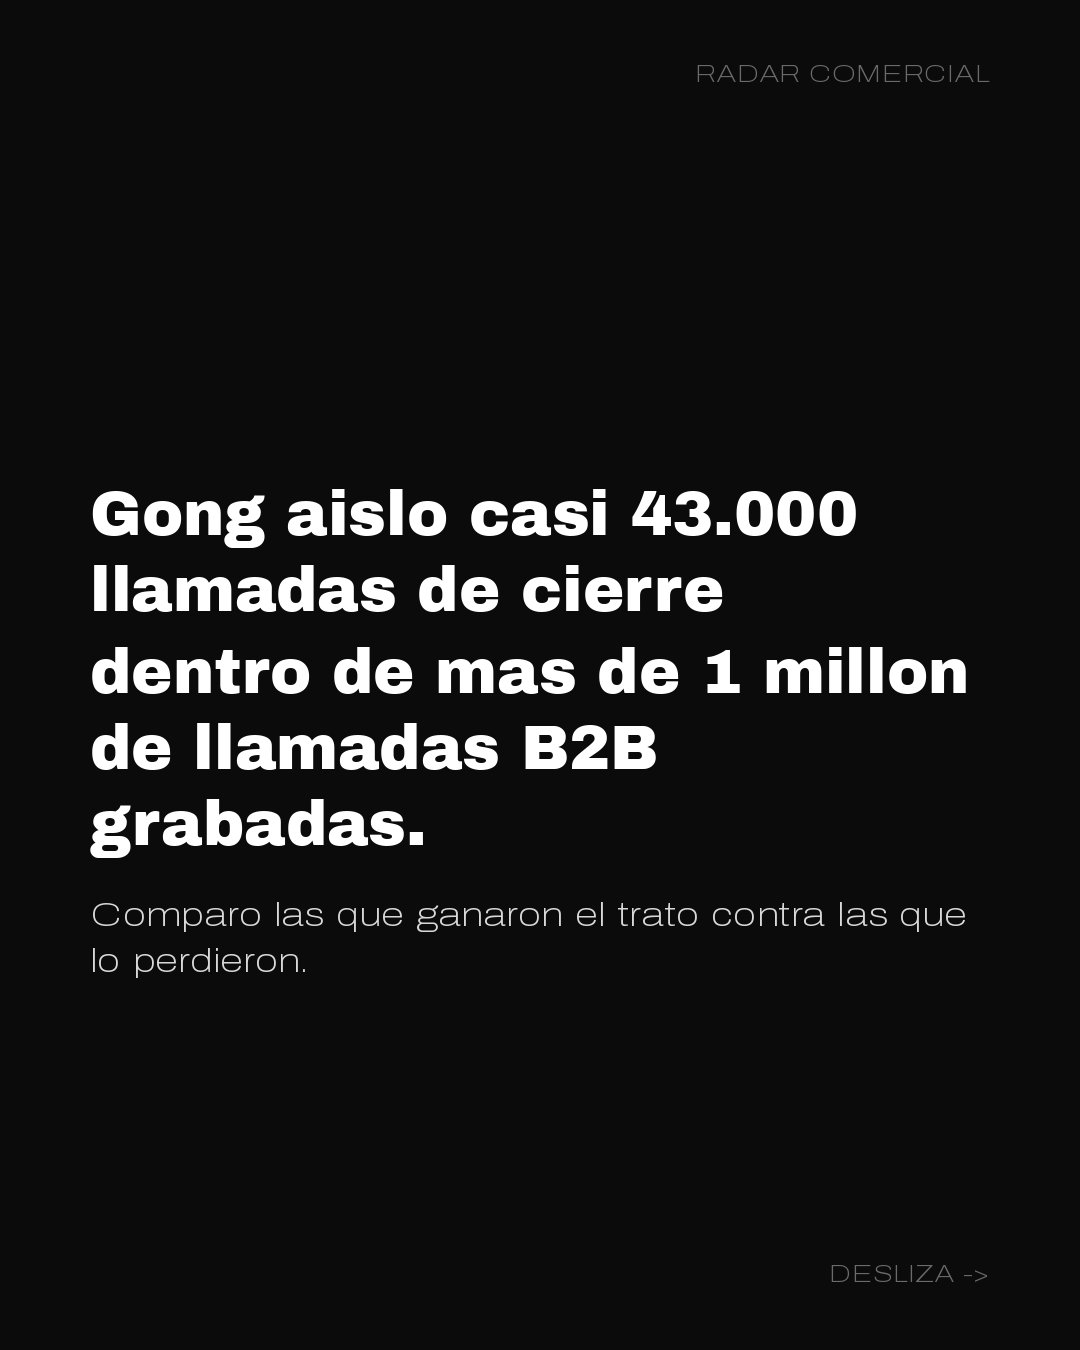 RADAR COMERCIAL
Gong aislo casi 43.000
llamadas de cierre
dentro de mas de 1 millon
de llamadas B2B
grabadas.
Comparo las que ganaron el trato contra las que
lo perdieron.
DESLIZA ->